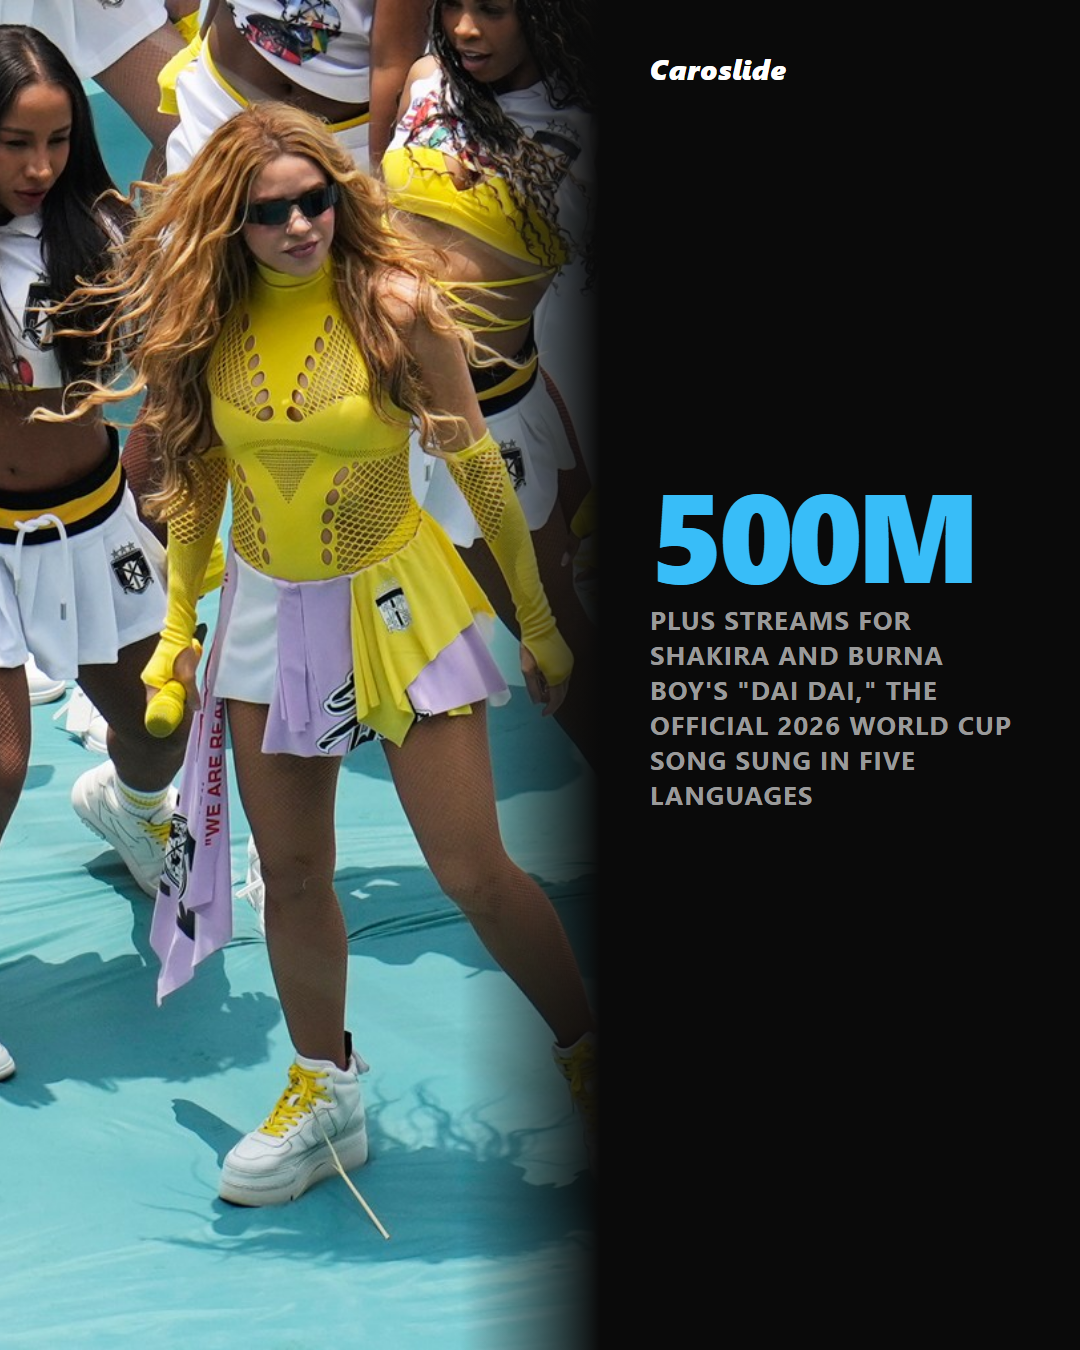 Caroslide
500M
PLUS STREAMS FOR
SHAKIRA AND BURNA
BOY'S "DAI DAI," THE
OFFICIAL 2026 WORLD CUP
SONG SUNG IN FIVE
LANGUAGES
"WE ARE REA